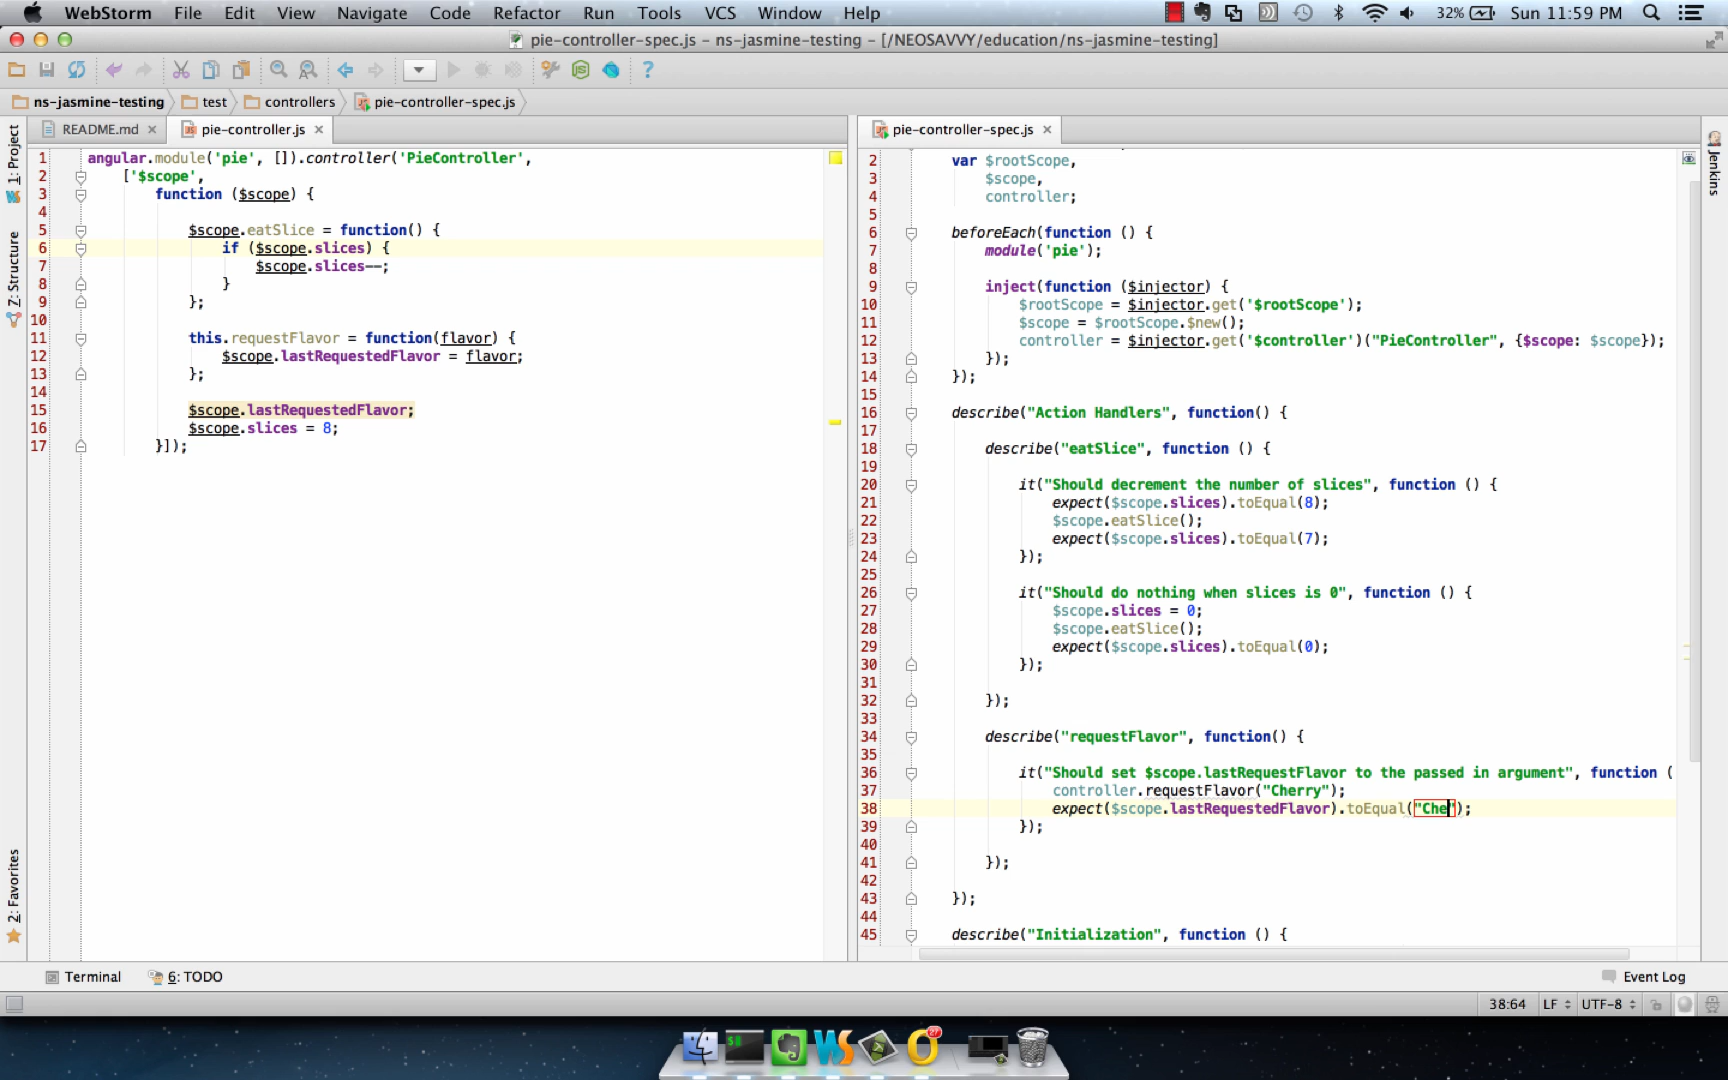 WebStorm File Edit View Navigate Code Refactor Run Tools VCS Window Help 32% Sun 11:59 PM
pie-controller-spec.js – ns-jasmine-testing – [/NEOSAVVY/education/ns-jasmine-testing]
ns-jasmine-testing test controllers pie-controller-spec.js
README.md pie-controller.js
1 angular.module('pie', []).controller('PieController',
2 ['$scope',
3 function ($scope) {
4
5 $scope.eatSlice = function() {
6 if ($scope.slices) {
7 $scope.slices--;
8 }
9 };
10
11 this.requestFlavor = function(flavor) {
12 $scope.lastRequestedFlavor = flavor;
13 };
14
15 $scope.lastRequestedFlavor;
16 $scope.slices = 8;
17 }]);
pie-controller-spec.js
2 var $rootScope,
3 $scope,
4 controller;
5
6 beforeEach(function () {
7 module('pie');
8
9 inject(function ($injector) {
10 $rootScope = $injector.get('$rootScope');
11 $scope = $rootScope.$new();
12 controller = $injector.get('$controller')("PieController", {$scope: $scope});
13 });
14 });
15
16 describe("Action Handlers", function() {
17
18 describe("eatSlice", function () {
19
20 it("Should decrement the number of slices", function () {
21 expect($scope.slices).toEqual(8);
22 $scope.eatSlice();
23 expect($scope.slices).toEqual(7);
24 });
25
26 it("Should do nothing when slices is 0", function () {
27 $scope.slices = 0;
28 $scope.eatSlice();
29 expect($scope.slices).toEqual(0);
30 });
31
32 });
33
34 describe("requestFlavor", function() {
35
36 it("Should set $scope.lastRequestFlavor to the passed in argument", function (
37 controller.requestFlavor("Cherry");
38 expect($scope.lastRequestedFlavor).toEqual("Che");
39 });
40
41 });
42
43 });
44
45 describe("Initialization", function () {
1: Project
7: Structure
2: Favorites
Jenkins
Terminal 6: TODO Event Log
38:64 LF UTF-8
27